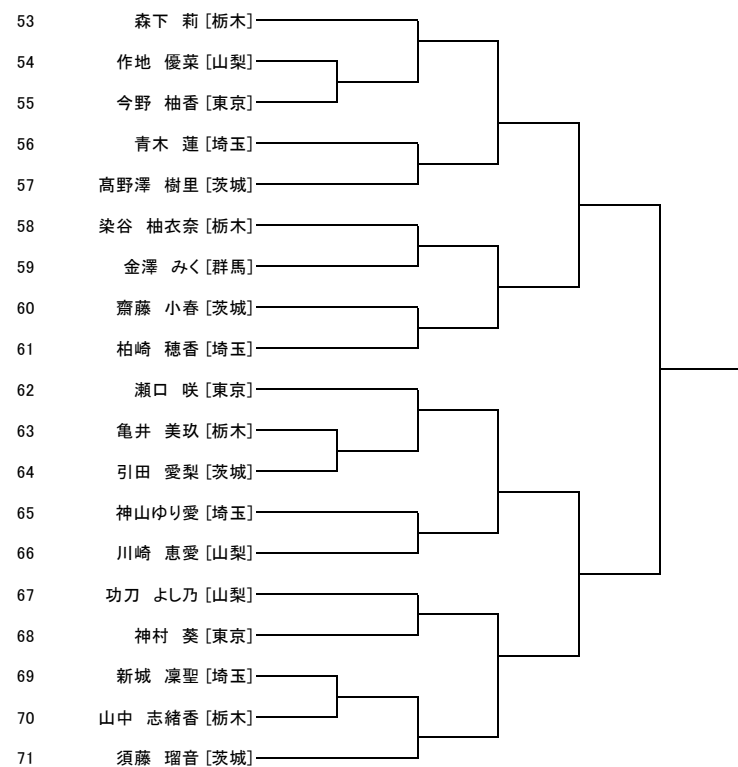 53 森下 莉 [栃木]
54 作地 優菜 [山梨]
55 今野 柚香 [東京]
56 青木 蓮 [埼玉]
57 髙野澤 樹里 [茨城]
58 染谷 柚衣奈 [栃木]
59 金澤 みく [群馬]
60 齋藤 小春 [茨城]
61 柏崎 穂香 [埼玉]
62 瀬口 咲 [東京]
63 亀井 美玖 [栃木]
64 引田 愛梨 [茨城]
65 神山ゆり愛 [埼玉]
66 川崎 恵愛 [山梨]
67 功刀 よし乃 [山梨]
68 神村 葵 [東京]
69 新城 凜聖 [埼玉]
70 山中 志緒香 [栃木]
71 須藤 瑠音 [茨城]